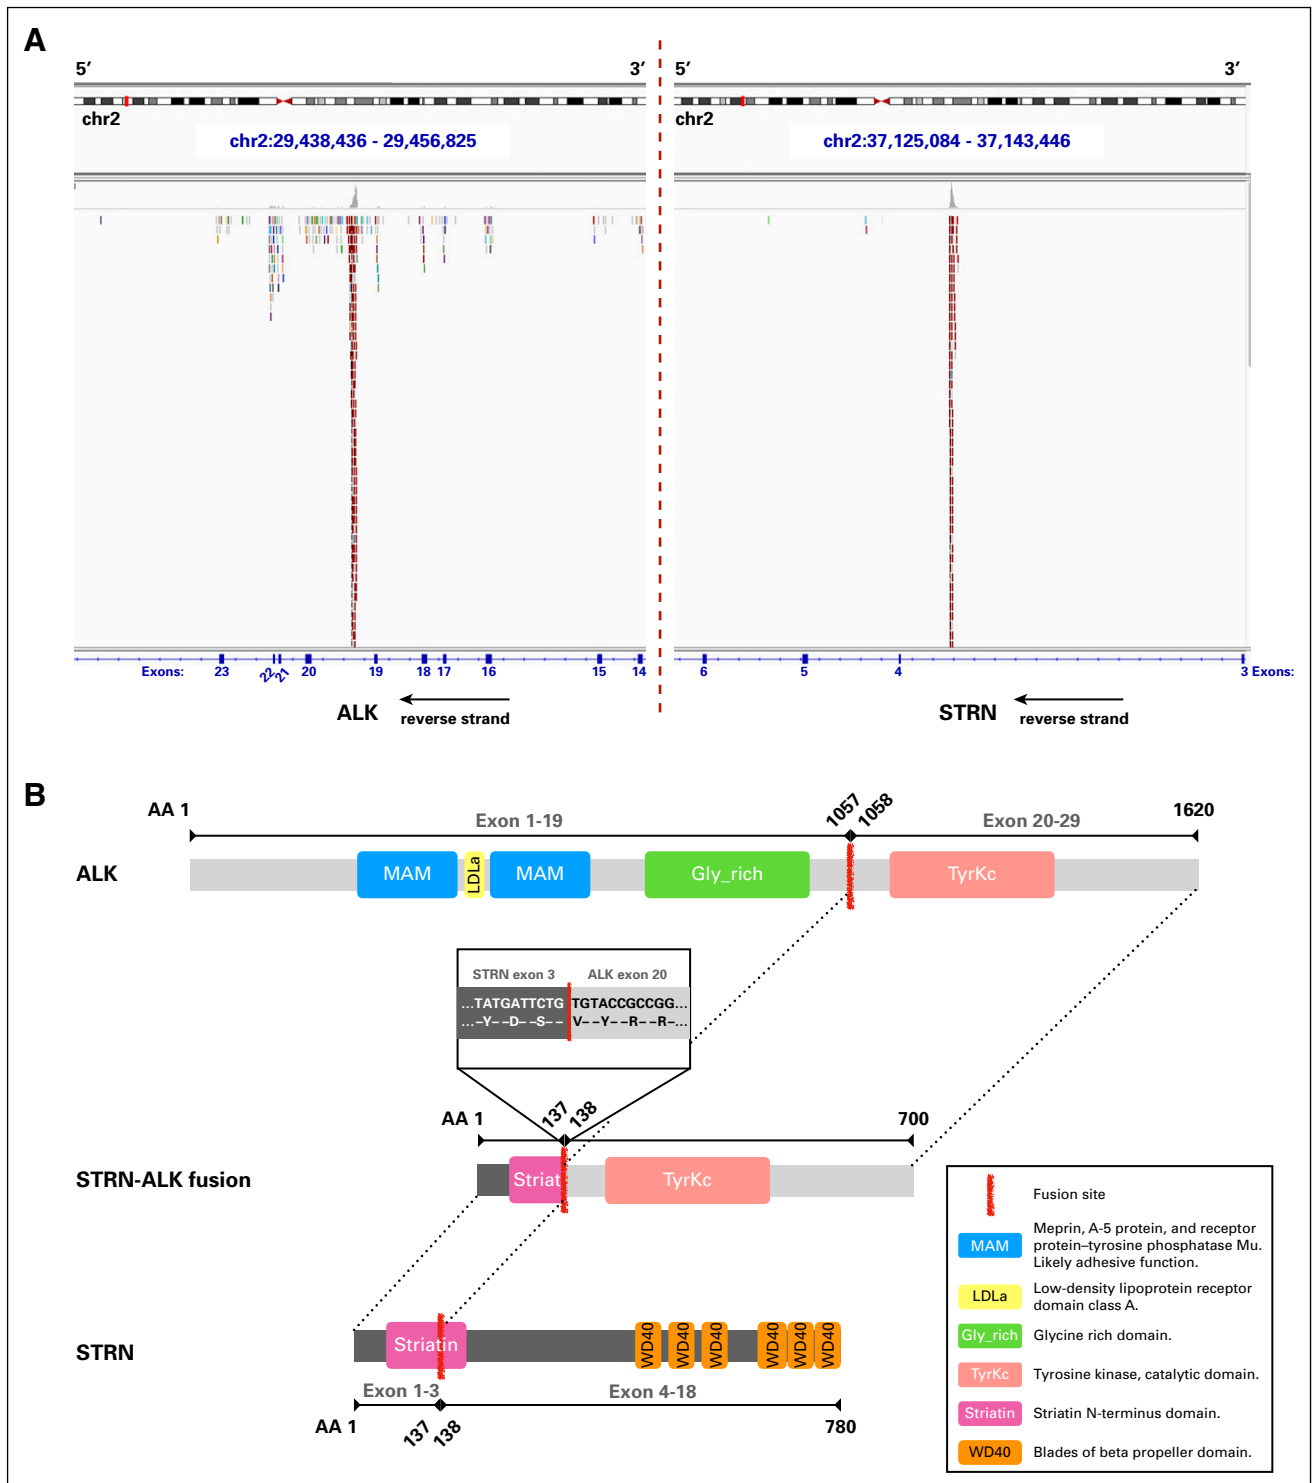 A
5′ 3′ 5′ 3′
chr2 chr2
chr2:29,438,436 - 29,456,825 chr2:37,125,084 - 37,143,446
Exons: 23 22 21 20 19 18 17 16 15 14 6 5 4 3 Exons:
ALK reverse strand STRN reverse strand
B
AA 1 Exon 1-19 1057 1058 Exon 20-29 1620
ALK MAM LDLa MAM Gly_rich TyrKc
STRN exon 3 ALK exon 20
...TATGATTCTG TGTACCGCCGG...
...–Y––D––S–– V––Y––R––R–...
AA 1 137 138 700
STRN-ALK fusion Striat TyrKc
STRN Striatin WD40 WD40 WD40 WD40 WD40 WD40
Exon 1-3 Exon 4-18
AA 1 137 138 780
Fusion site
MAM Meprin, A-5 protein, and receptor
protein–tyrosine phosphatase Mu.
Likely adhesive function.
LDLa Low-density lipoprotein receptor
domain class A.
Gly_rich Glycine rich domain.
TyrKc Tyrosine kinase, catalytic domain.
Striatin Striatin N-terminus domain.
WD40 Blades of beta propeller domain.